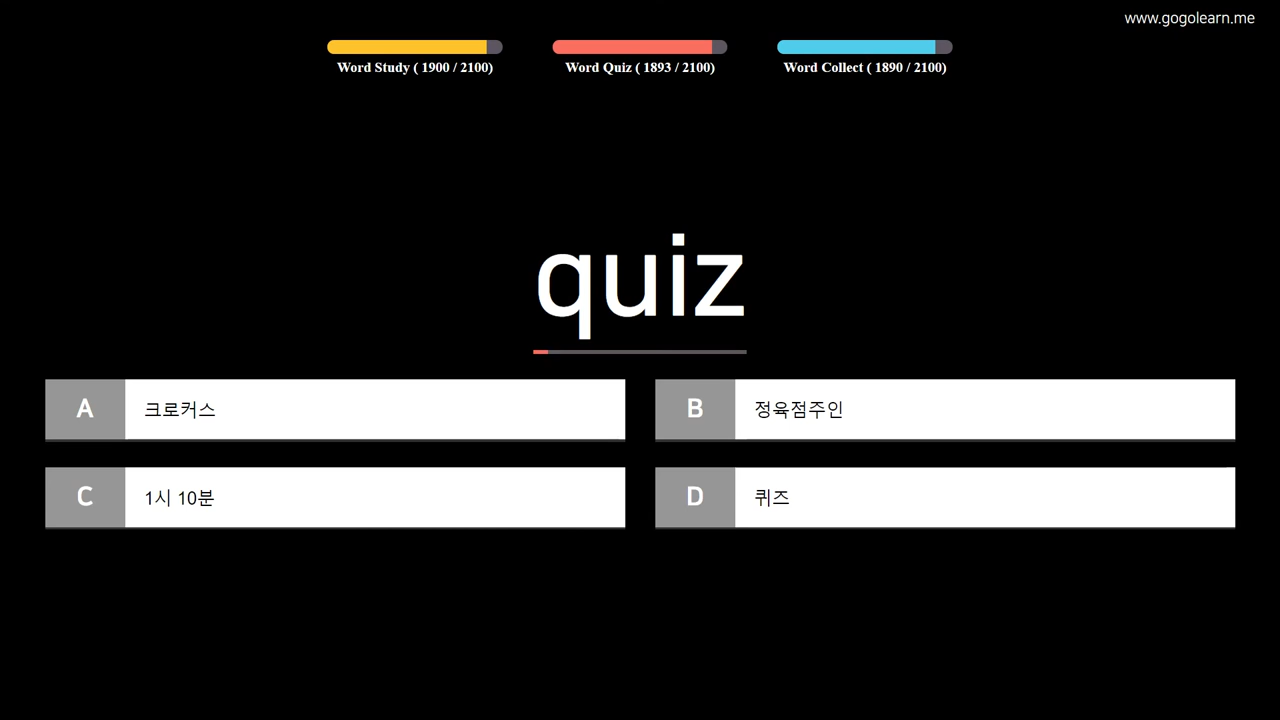 www.gogolearn.me
Word Study ( 1900 / 2100)
Word Quiz ( 1893 / 2100)
Word Collect ( 1890 / 2100)
quiz
A 크로커스
B 정육점주인
C 1시 10분
D 퀴즈